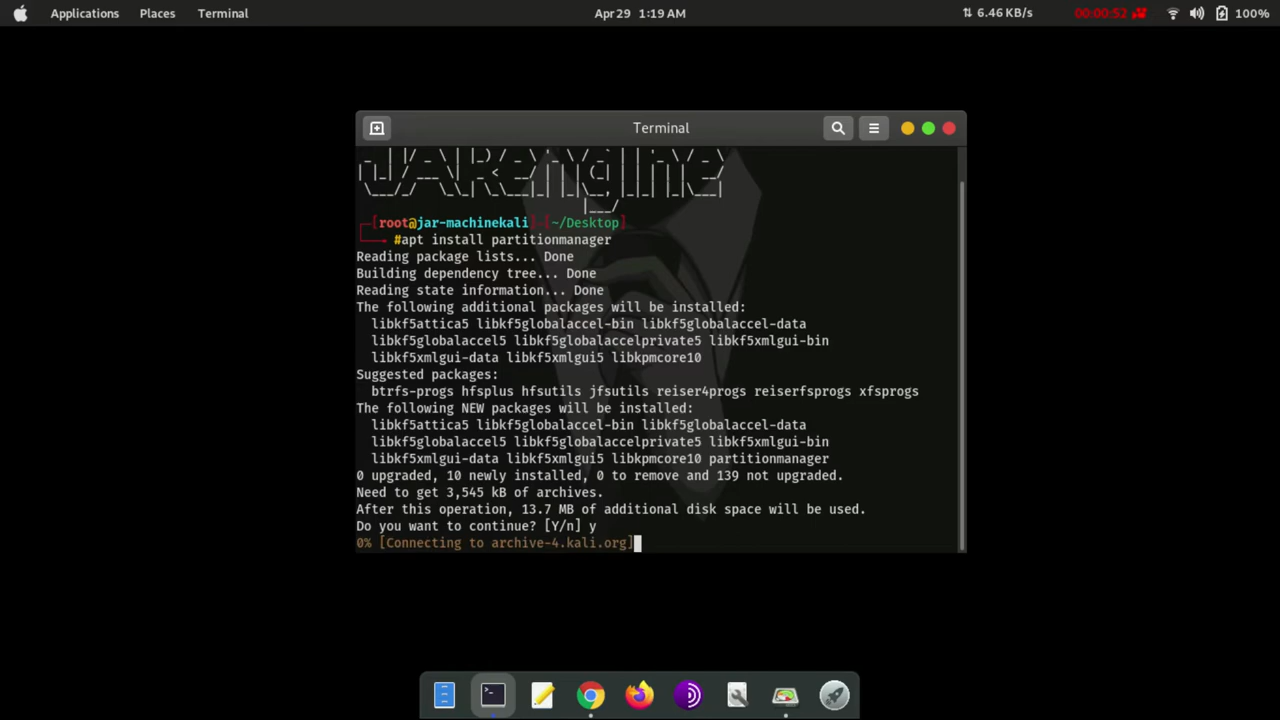 Applications Places Terminal Apr 29 1:19 AM ⇅ 6.46 KB/s 00:00:52 100%
Terminal
JARengine
┌─[root@jar-machinekali]─[~/Desktop]
└──╼ #apt install partitionmanager
Reading package lists... Done
Building dependency tree... Done
Reading state information... Done
The following additional packages will be installed:
libkf5attica5 libkf5globalaccel-bin libkf5globalaccel-data
libkf5globalaccel5 libkf5globalaccelprivate5 libkf5xmlgui-bin
libkf5xmlgui-data libkf5xmlgui5 libkpmcore10
Suggested packages:
btrfs-progs hfsplus hfsutils jfsutils reiser4progs reiserfsprogs xfsprogs
The following NEW packages will be installed:
libkf5attica5 libkf5globalaccel-bin libkf5globalaccel-data
libkf5globalaccel5 libkf5globalaccelprivate5 libkf5xmlgui-bin
libkf5xmlgui-data libkf5xmlgui5 libkpmcore10 partitionmanager
0 upgraded, 10 newly installed, 0 to remove and 139 not upgraded.
Need to get 3,545 kB of archives.
After this operation, 13.7 MB of additional disk space will be used.
Do you want to continue? [Y/n] y
0% [Connecting to archive-4.kali.org]
>_